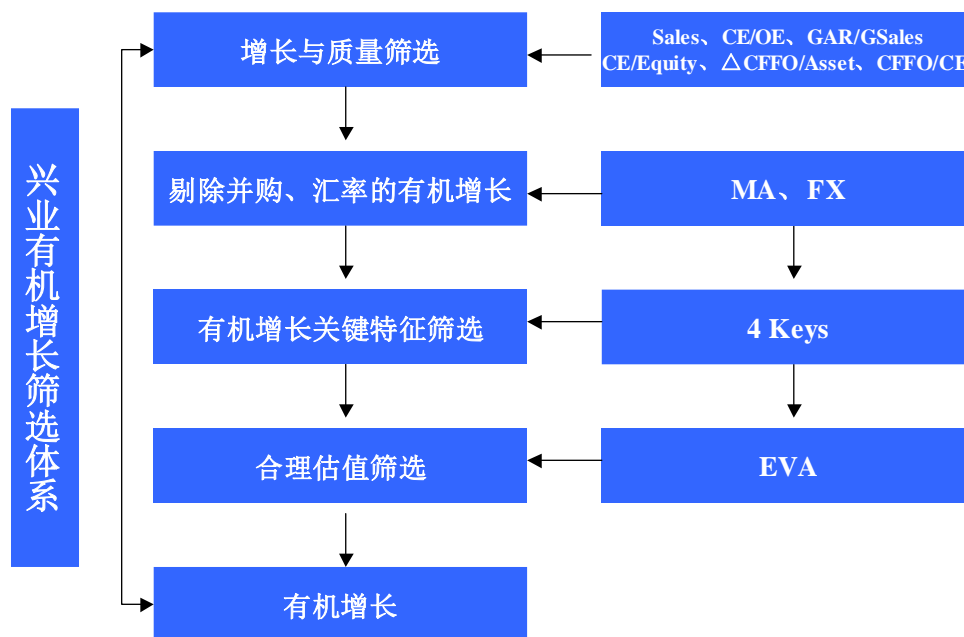 兴业有机增长筛选体系
增长与质量筛选
Sales、CE/OE、GAR/GSales
CE/Equity、△CFFO/Asset、CFFO/CE
剔除并购、汇率的有机增长
MA、FX
有机增长关键特征筛选
4 Keys
合理估值筛选
EVA
有机增长